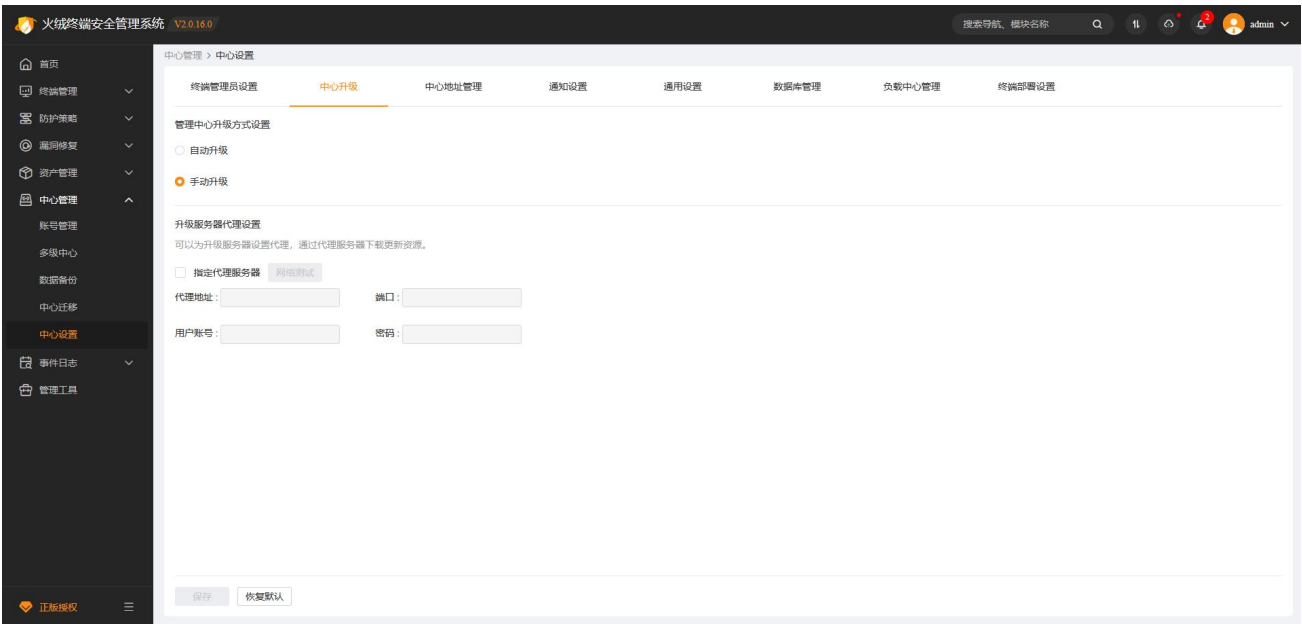 火绒终端安全管理系统 V2.0.16.0 搜索导航、模块名称 2 admin
首页
终端管理
防护策略
漏洞修复
资产管理
中心管理
账号管理
多级中心
数据备份
中心迁移
中心设置
事件日志
管理工具
正版授权
中心管理 > 中心设置
终端管理员设置 中心升级 中心地址管理 通知设置 通用设置 数据库管理 负载中心管理 终端部署设置
管理中心升级方式设置
自动升级
手动升级
升级服务器代理设置
可以为升级服务器设置代理，通过代理服务器下载更新资源。
指定代理服务器 网络测试
代理地址 : 端口 :
用户账号 : 密码 :
保存 恢复默认